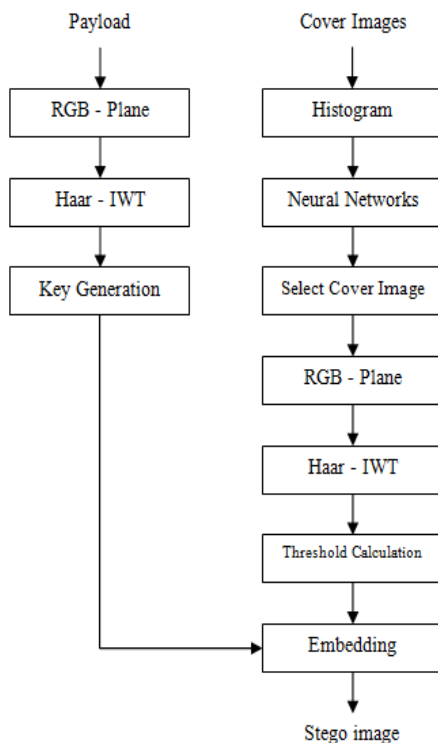 Payload
RGB - Plane
Haar - IWT
Key Generation
Cover Images
Histogram
Neural Networks
Select Cover Image
RGB - Plane
Haar - IWT
Threshold Calculation
Embedding
Stego image